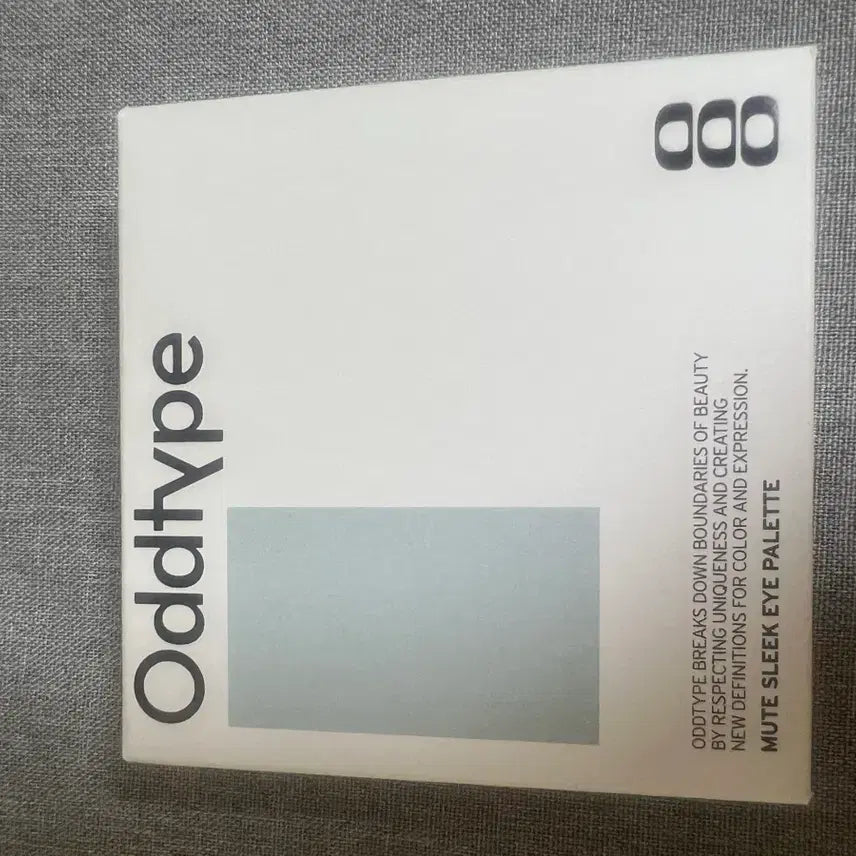 Oddtype
ODDTYPE BREAKS DOWN BOUNDARIES OF BEAUTY
BY RESPECTING UNIQUENESS AND CREATING
NEW DEFINITIONS FOR COLOR AND EXPRESSION.
MUTE SLEEK EYE PALETTE